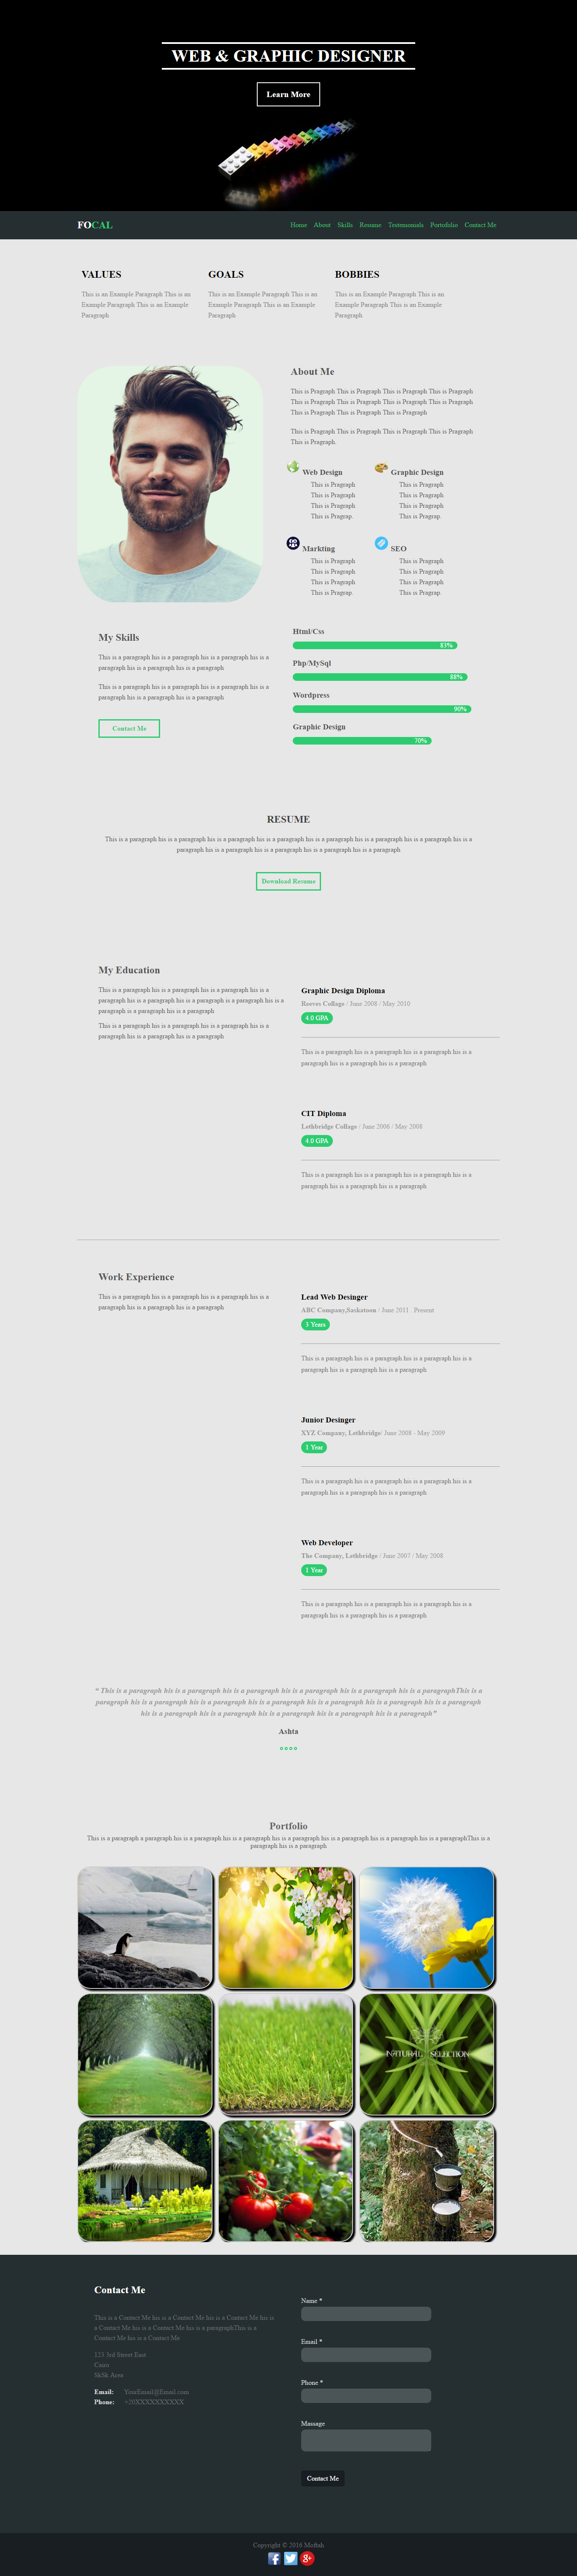 WEB & GRAPHIC DESIGNER
Learn More
FOCAL
Home About Skills Resume Testemonials Portofolio Contact Me
VALUES
This is an Example Paragraph This is an
Example Paragraph This is an Example
Paragraph
GOALS
This is an Example Paragraph This is an
Example Paragraph This is an Example
Paragraph
BOBBIES
This is an Example Paragraph This is an
Example Paragraph This is an Example
Paragraph
About Me
This is Pragraph This is Pragraph This is Pragraph This is Pragraph
This is Pragraph This is Pragraph This is Pragraph This is Pragraph
This is Pragraph This is Pragraph This is Pragraph
This is Pragraph This is Pragraph This is Pragraph This is Pragraph
This is Pragraph
Web Design
This is Pragraph
This is Pragraph
This is Pragraph
This is Pragrap.
Graphic Design
This is Pragraph
This is Pragraph
This is Pragraph
This is Pragrap.
Markting
This is Pragraph
This is Pragraph
This is Pragraph
This is Pragrap.
SEO
This is Pragraph
This is Pragraph
This is Pragraph
This is Pragrap.
My Skills
This is a paragraph his is a paragraph his is a paragraph his is a
paragraph his is a paragraph his is a paragraph
This is a paragraph his is a paragraph his is a paragraph his is a
paragraph his is a paragraph his is a paragraph
Contact Me
Html/Css
83%
Php/MySql
88%
Wordpress
90%
Graphic Design
70%
RESUME
This is a paragraph his is a paragraph his is a paragraph his is a paragraph his is a paragraph his is a paragraph his is a paragraph his is a
paragraph his is a paragraph his is a paragraph his is a paragraph his is a paragraph
Download Resume
My Education
This is a paragraph his is a paragraph his is a paragraph his is a
paragraph his is a paragraph his is a paragraph is a paragraph his is a
paragraph is a paragraph his is a paragraph
This is a paragraph his is a paragraph his is a paragraph his is a
paragraph his is a paragraph his is a paragraph
Graphic Design Diploma
Reeves Collage / June 2008 / May 2010
4.0 GPA
This is a paragraph his is a paragraph his is a paragraph his is a
paragraph his is a paragraph his is a paragraph
CIT Diploma
Lethbridge Collage / June 2006 / May 2008
4.0 GPA
This is a paragraph his is a paragraph his is a paragraph his is a
paragraph his is a paragraph his is a paragraph
Work Experience
This is a paragraph his is a paragraph his is a paragraph his is a
paragraph his is a paragraph his is a paragraph
Lead Web Desinger
ABC Company,Saskatoon / June 2011 . Present
3 Years
This is a paragraph his is a paragraph his is a paragraph his is a
paragraph his is a paragraph his is a paragraph
Junior Desinger
XYZ Company, Lethbridge/ June 2008 - May 2009
1 Year
This is a paragraph his is a paragraph his is a paragraph his is a
paragraph his is a paragraph his is a paragraph
Web Developer
The Company, Lethbridge / June 2007 / May 2008
1 Year
This is a paragraph his is a paragraph his is a paragraph his is a
paragraph his is a paragraph his is a paragraph
“ This is a paragraph his is a paragraph his is a paragraph his is a paragraph his is a paragraph his is a paragraphThis is a
paragraph his is a paragraph his is a paragraph his is a paragraph his is a paragraph his is a paragraph his is a paragraph
his is a paragraph his is a paragraph his is a paragraph his is a paragraph his is a paragraph”
Ashta
Portfolio
This is a paragraph a paragraph his is a paragraph his is a paragraph his is a paragraph his is a paragraph his is a paragraph his is a paragraphThis is a
paragraph his is a paragraph
NATURAL SELECTION
Contact Me
This is a Contact Me his is a Contact Me his is a Contact Me his is
a Contact Me his is a Contact Me his is a paragraphThis is a
Contact Me his is a Contact Me
123 3rd Street East
Cairo
SkSk Area
Email: YourEmail@Email.com
Phone: +20XXXXXXXXXX
Name *
Email *
Phone *
Massage
Contact Me
Copyright © 2016 Moftah